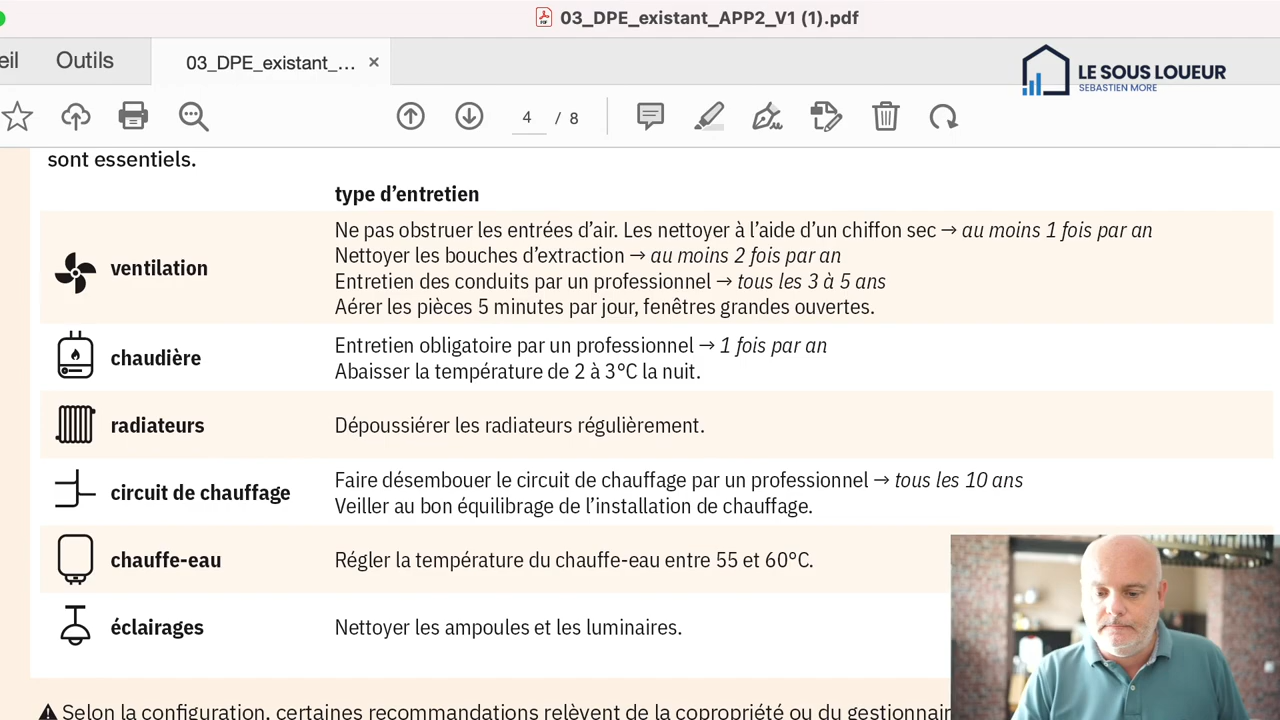 03_DPE_existant_APP2_V1 (1).pdf
eil
Outils
03_DPE_existant_... ×
LE SOUS LOUEUR
SEBASTIEN MORE
4 / 8
sont essentiels.
type d’entretien
ventilation
Ne pas obstruer les entrées d’air. Les nettoyer à l’aide d’un chiffon sec → au moins 1 fois par an
Nettoyer les bouches d’extraction → au moins 2 fois par an
Entretien des conduits par un professionnel → tous les 3 à 5 ans
Aérer les pièces 5 minutes par jour, fenêtres grandes ouvertes.
chaudière
Entretien obligatoire par un professionnel → 1 fois par an
Abaisser la température de 2 à 3°C la nuit.
radiateurs
Dépoussiérer les radiateurs régulièrement.
circuit de chauffage
Faire désembouer le circuit de chauffage par un professionnel → tous les 10 ans
Veiller au bon équilibrage de l’installation de chauffage.
chauffe-eau
Régler la température du chauffe-eau entre 55 et 60°C.
éclairages
Nettoyer les ampoules et les luminaires.
Selon la configuration, certaines recommandations relèvent de la copropriété ou du gestionnair